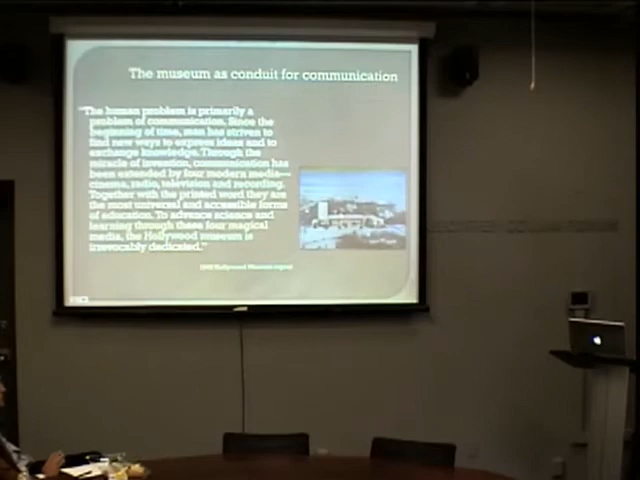 The museum as conduit for communication
"The human problem is primarily a
problem of communication. Since the
beginning of time, man has striven to
find new ways to express ideas and to
exchange knowledge. Through the
miracle of invention, communication has
been extended by four modern media—
cinema, radio, television and recording.
Together with the printed word they are
the most universal and accessible forms
of education. To advance science and
learning through these four magical
media, the Hollywood museum is
irrevocably dedicated."
Hollywood Museum